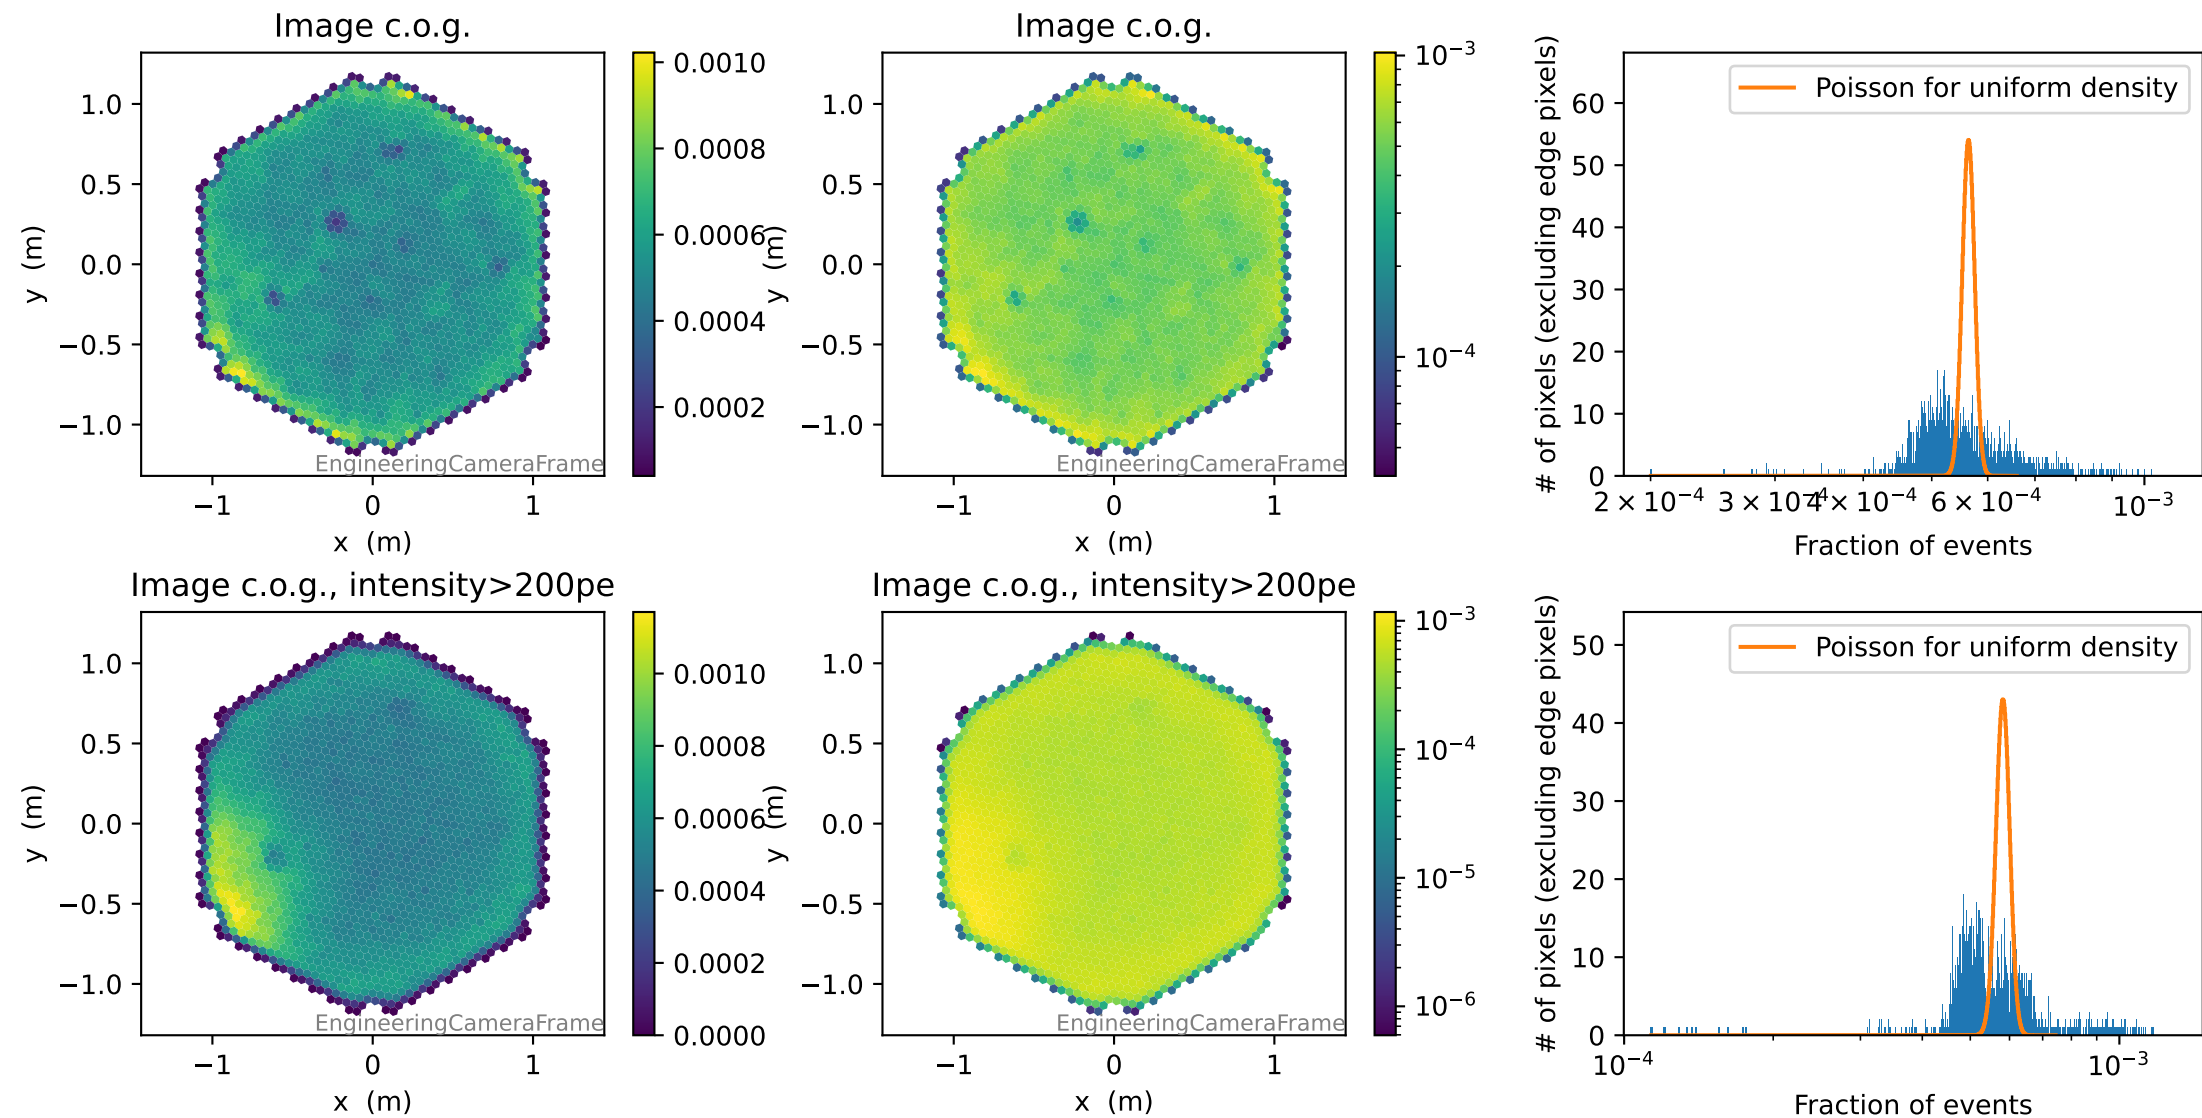 Image c.o.g.
1.0
0.5
0.0
−0.5
−1.0
y (m)
−1
0
1
x (m)
EngineeringCameraFrame
0.0010
0.0008
0.0006
0.0004
0.0002
Image c.o.g.
1.0
0.5
0.0
−0.5
−1.0
y (m)
−1
0
1
x (m)
EngineeringCameraFrame
10⁻³
10⁻⁴
Poisson for uniform density
60
50
40
30
20
10
0
# of pixels (excluding edge pixels)
2 × 10⁻⁴
3 × 10⁻⁴
4 × 10⁻⁴
6 × 10⁻⁴
10⁻³
Fraction of events
Image c.o.g., intensity>200pe
1.0
0.5
0.0
−0.5
−1.0
y (m)
−1
0
1
x (m)
EngineeringCameraFrame
0.0010
0.0008
0.0006
0.0004
0.0002
0.0000
Image c.o.g., intensity>200pe
1.0
0.5
0.0
−0.5
−1.0
y (m)
−1
0
1
x (m)
EngineeringCameraFrame
10⁻³
10⁻⁴
10⁻⁵
10⁻⁶
Poisson for uniform density
50
40
30
20
10
0
# of pixels (excluding edge pixels)
10⁻⁴
10⁻³
Fraction of events